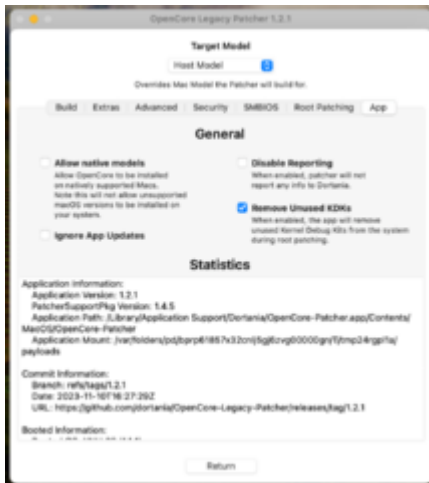 OpenCore Legacy Patcher 1.2.1
Target Model
Host Model
Overrides Mac Model the Patcher will build for.
Build Extras Advanced Security SMBIOS Root Patching App
General
Allow native models
Allow OpenCore to be installed
on natively supported Macs.
Note this will not allow unsupported
macOS versions to be installed on
your system.
Ignore App Updates
Disable Reporting
When enabled, patcher will not
report any info to Dortania.
Remove Unused KDKs
When enabled, the app will remove
unused Kernel Debug Kits from the system
during root patching.
Statistics
Application Information:
Application Version: 1.2.1
PatcherSupportPkg Version: 1.4.5
Application Path: /Library/Application Support/Dortania/OpenCore-Patcher.app/Contents/
MacOS/OpenCore-Patcher
Application Mount:
payloads
Commit Information:
Branch: refs/tags/1.2.1
Date: 2023-11-10T16:27:29Z
URL: https://github.com/dortania/OpenCore-Legacy-Patcher/releases/tag/1.2.1
Booted Information:
Return